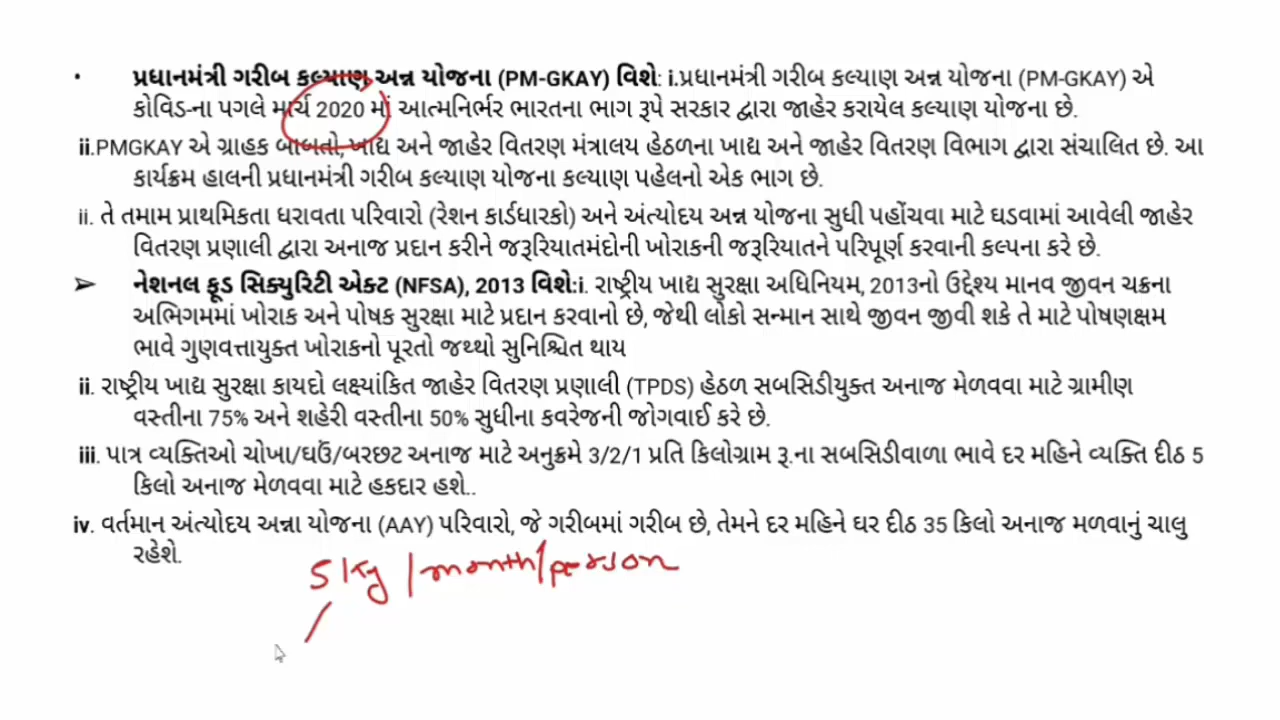 • પ્રધાનમંત્રી ગરીબ કલ્યાણ અન્ન યોજના (PM-GKAY) વિશે: i.પ્રધાનમંત્રી ગરીબ કલ્યાણ અન્ન યોજના (PM-GKAY) એ
કોવિડ-ના પગલે માર્ચ 2020 માં આત્મનિર્ભર ભારતના ભાગ રૂપે સરકાર દ્વારા જાહેર કરાયેલ કલ્યાણ યોજના છે.
ii.PMGKAY એ ગ્રાહક બાબતો, ખાદ્ય અને જાહેર વિતરણ મંત્રાલય હેઠળના ખાદ્ય અને જાહેર વિતરણ વિભાગ દ્વારા સંચાલિત છે. આ
કાર્યક્રમ હાલની પ્રધાનમંત્રી ગરીબ કલ્યાણ યોજના કલ્યાણ પહેલનો એક ભાગ છે.
ii. તે તમામ પ્રાથમિકતા ધરાવતા પરિવારો (રેશન કાર્ડધારકો) અને અંત્યોદય અન્ન યોજના સુધી પહોંચવા માટે ઘડવામાં આવેલી જાહેર
વિતરણ પ્રણાલી દ્વારા અનાજ પ્રદાન કરીને જરૂરિયાતમંદોની ખોરાકની જરૂરિયાતને પરિપૂર્ણ કરવાની કલ્પના કરે છે.
➢ નેશનલ ફૂડ સિક્યુરિટી એક્ટ (NFSA), 2013 વિશે:i. રાષ્ટ્રીય ખાદ્ય સુરક્ષા અધિનિયમ, 2013નો ઉદ્દેશ્ય માનવ જીવન ચક્રના
અભિગમમાં ખોરાક અને પોષક સુરક્ષા માટે પ્રદાન કરવાનો છે, જેથી લોકો સન્માન સાથે જીવન જીવી શકે તે માટે પોષણક્ષમ
ભાવે ગુણવત્તાયુક્ત ખોરાકનો પૂરતો જથ્થો સુનિશ્ચિત થાય
ii. રાષ્ટ્રીય ખાદ્ય સુરક્ષા કાયદો લક્ષ્યાંકિત જાહેર વિતરણ પ્રણાલી (TPDS) હેઠળ સબસિડીયુક્ત અનાજ મેળવવા માટે ગ્રામીણ
વસ્તીના 75% અને શહેરી વસ્તીના 50% સુધીના કવરેજની જોગવાઈ કરે છે.
iii. પાત્ર વ્યક્તિઓ ચોખા/ઘઉં/બરછટ અનાજ માટે અનુક્રમે 3/2/1 પ્રતિ કિલોગ્રામ રૂ.ના સબસિડીવાળા ભાવે દર મહિને વ્યક્તિ દીઠ 5
કિલો અનાજ મેળવવા માટે હકદાર હશે..
iv. વર્તમાન અંત્યોદય અન્ના યોજના (AAY) પરિવારો, જે ગરીબમાં ગરીબ છે, તેમને દર મહિને ઘર દીઠ 35 કિલો અનાજ મળવાનું ચાલુ
રહેશે.
5 Kg / month/person